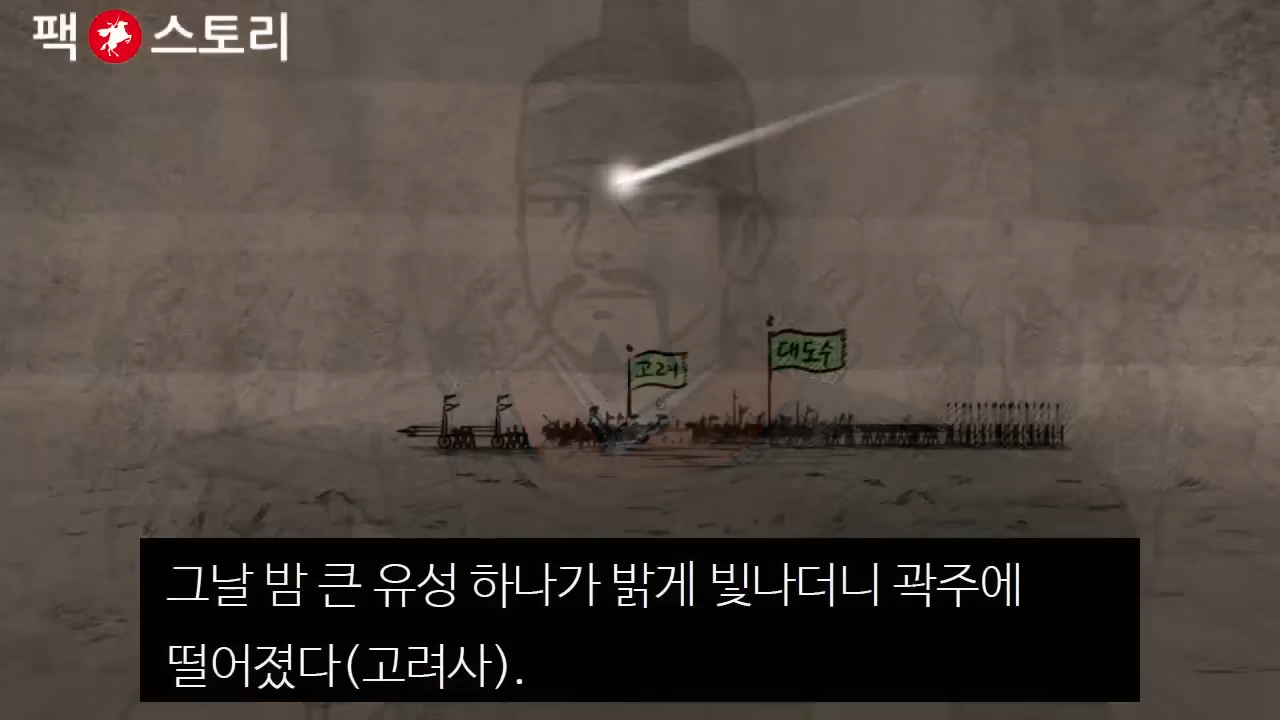 팩 스토리
고려
대도수
그날 밤 큰 유성 하나가 밝게 빛나더니 곽주에
떨어졌다(고려사).